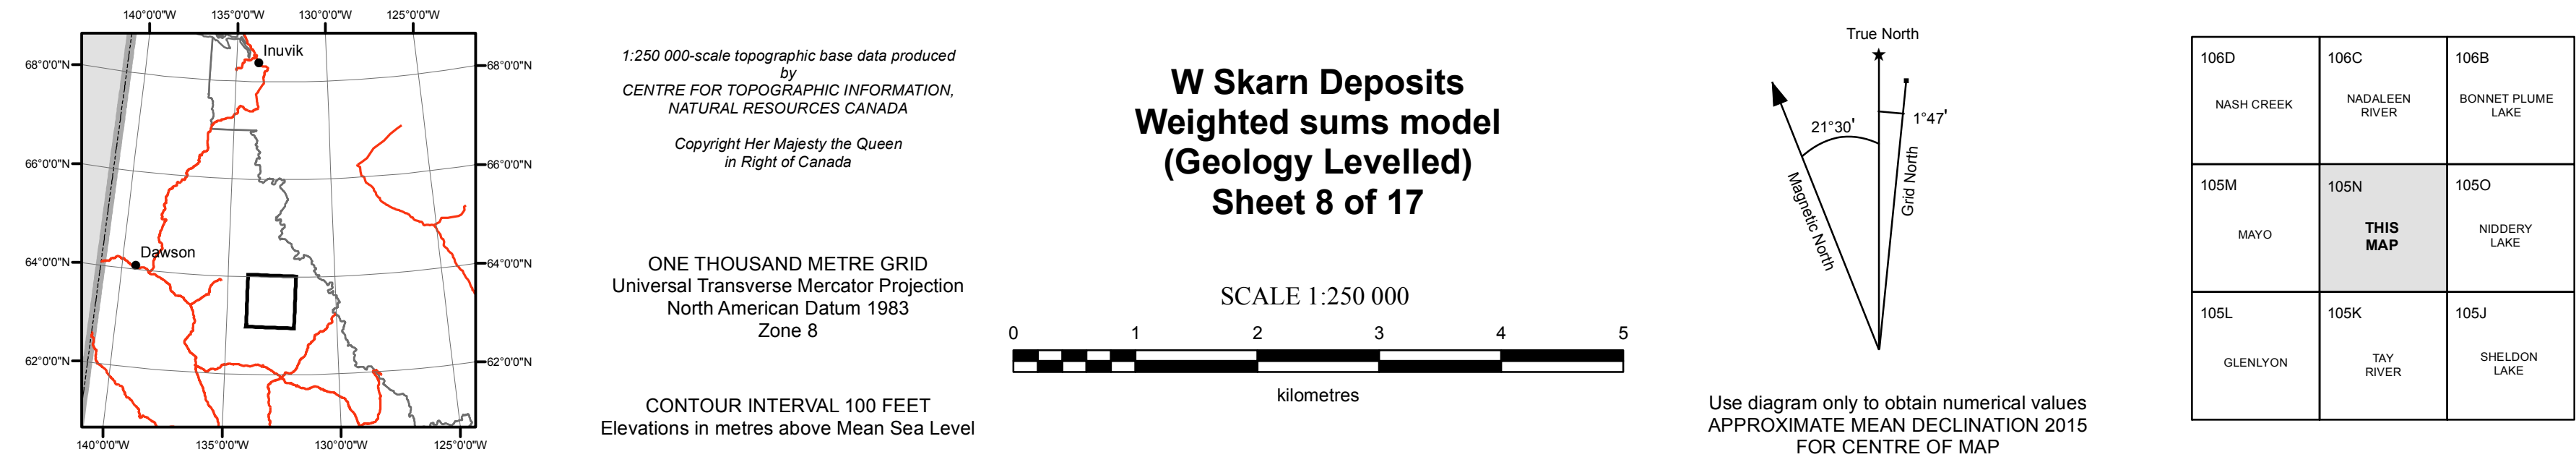 140°0'0"W 135°0'0"W 130°0'0"W 125°0'0"W
Inuvik
68°0'0"N 68°0'0"N
66°0'0"N 66°0'0"N
Dawson
64°0'0"N 64°0'0"N
62°0'0"N 62°0'0"N
140°0'0"W 135°0'0"W 130°0'0"W 125°0'0"W
1:250 000-scale topographic base data produced
by
CENTRE FOR TOPOGRAPHIC INFORMATION,
NATURAL RESOURCES CANADA
Copyright Her Majesty the Queen
in Right of Canada
ONE THOUSAND METRE GRID
Universal Transverse Mercator Projection
North American Datum 1983
Zone 8
CONTOUR INTERVAL 100 FEET
Elevations in metres above Mean Sea Level
W Skarn Deposits
Weighted sums model
(Geology Levelled)
Sheet 8 of 17
SCALE 1:250 000
0 1 2 3 4 5
kilometres
True North
21°30'
1°47'
Magnetic North
Grid North
Use diagram only to obtain numerical values
APPROXIMATE MEAN DECLINATION 2015
FOR CENTRE OF MAP
106D
NASH CREEK
106C
NADALEEN
RIVER
106B
BONNET PLUME
LAKE
105M
MAYO
105N
THIS
MAP
105O
NIDDERY
LAKE
105L
GLENLYON
105K
TAY
RIVER
105J
SHELDON
LAKE